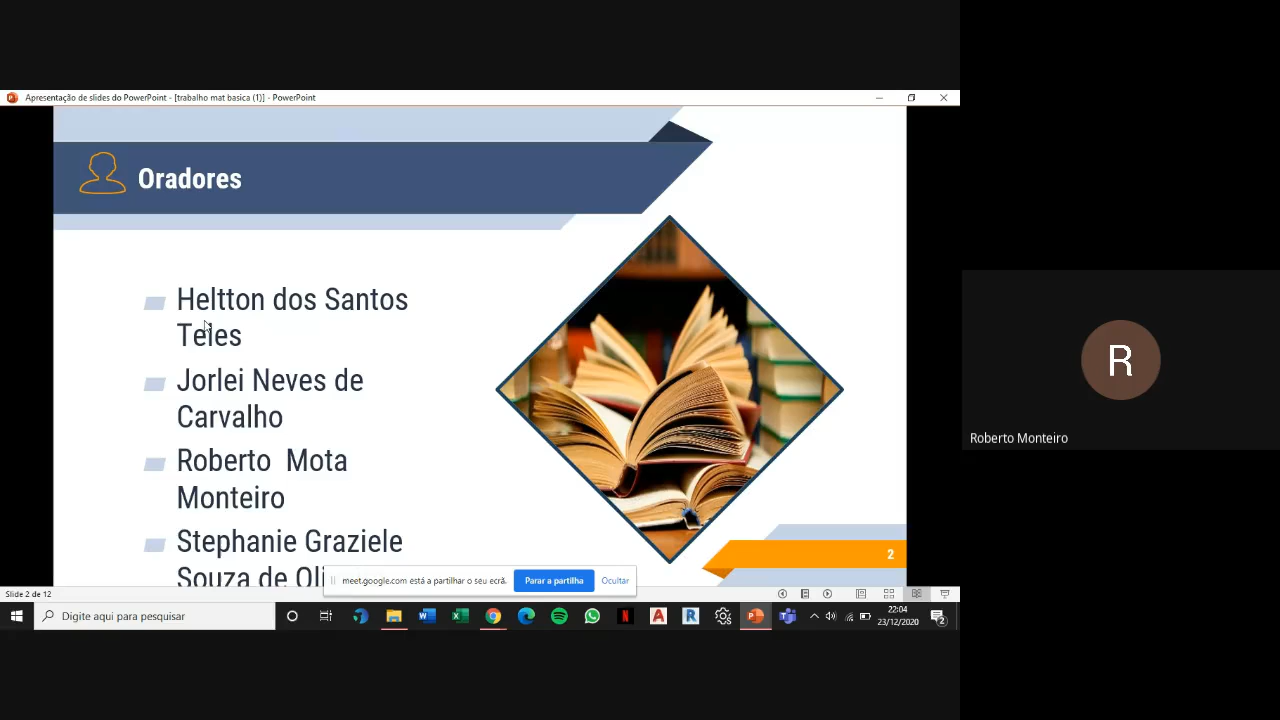 Apresentação de slides do PowerPoint - [trabalho mat basica (1)] - PowerPoint
Oradores
Heltton dos Santos
Teles
Jorlei Neves de
Carvalho
Roberto Mota
Monteiro
Stephanie Graziele
Souza de Oli
2
meet.google.com está a partilhar o seu ecrã.
Parar a partilha
Ocultar
Slide 2 de 12
Digite aqui para pesquisar
22:04
23/12/2020
2
R
Roberto Monteiro